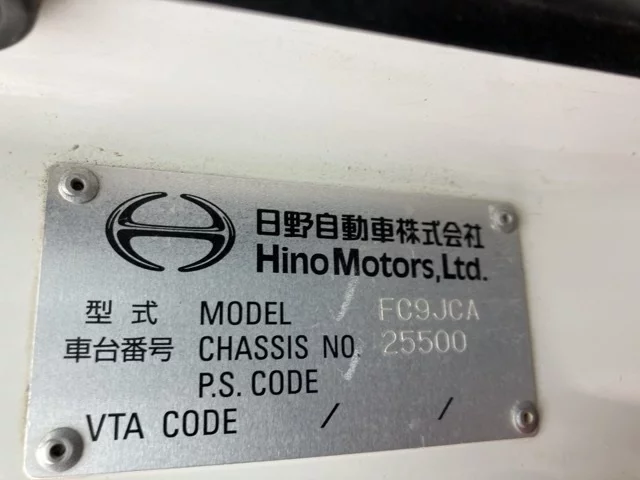 日野自動車株式会社
Hino Motors, Ltd.
型式 MODEL FC9JCA
車台番号 CHASSIS NO. 25500
P.S. CODE
VTA CODE / /